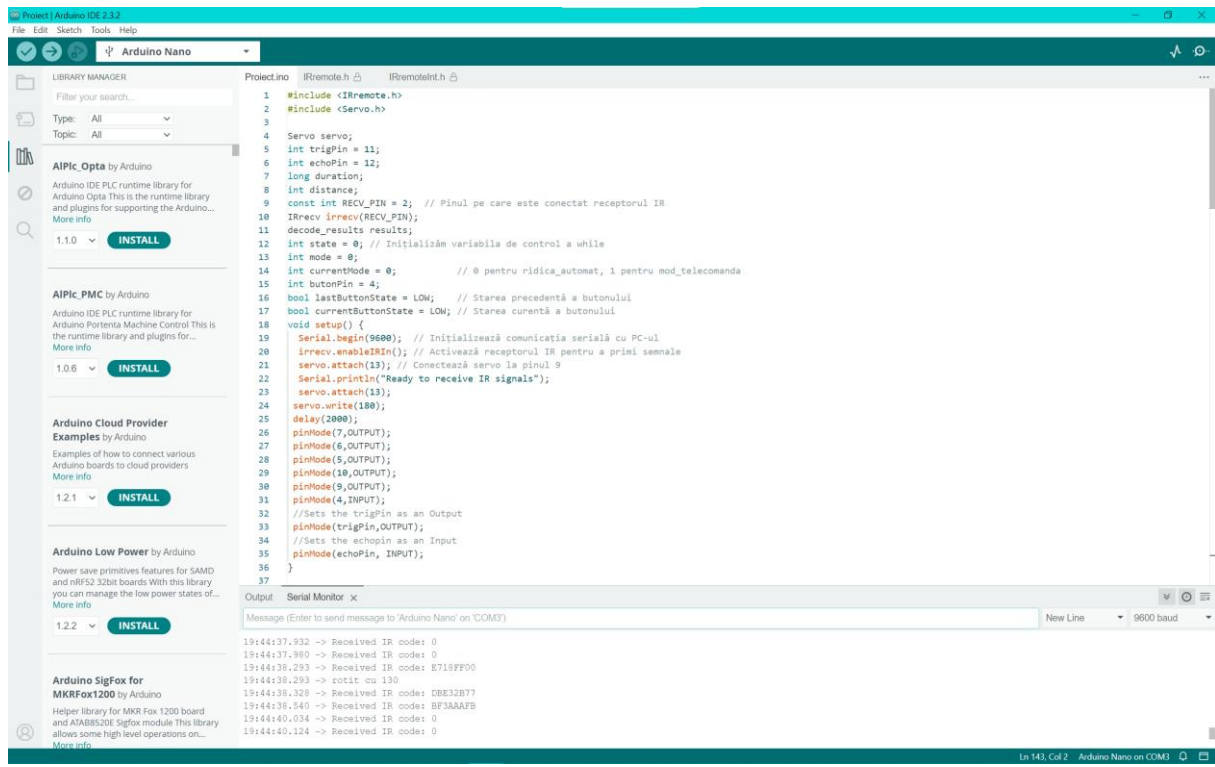 Proiect | Arduino IDE 2.3.2
File Edit Sketch Tools Help
Arduino Nano
LIBRARY MANAGER
Filter your search...
Type: All
Topic: All
AIPlc_Opta by Arduino
Arduino IDE PLC runtime library for
Arduino Opta This is the runtime library
and plugins for supporting the Arduino...
More info
1.1.0 INSTALL
AIPlc_PMC by Arduino
Arduino IDE PLC runtime library for
Arduino Portenta Machine Control This is
the runtime library and plugins for...
More info
1.0.6 INSTALL
Arduino Cloud Provider
Examples by Arduino
Examples of how to connect various
Arduino boards to cloud providers
More info
1.2.1 INSTALL
Arduino Low Power by Arduino
Power save primitives features for SAMD
and nRF52 32bit boards With this library
you can manage the low power states of...
More info
1.2.2 INSTALL
Arduino SigFox for
MKRFox1200 by Arduino
Helper library for MKR Fox 1200 board
and ATAB8520E Sigfox module This library
allows some high level operations on...
More info
Proiect.ino IRremote.h IRremoteInt.h
1 #include <IRremote.h>
2 #include <Servo.h>
3
4 Servo servo;
5 int trigPin = 11;
6 int echoPin = 12;
7 long duration;
8 int distance;
9 const int RECV_PIN = 2; // Pinul pe care este conectat receptorul IR
10 IRrecv irrecv(RECV_PIN);
11 decode_results results;
12 int state = 0; // Inițializăm variabila de control a while
13 int mode = 0;
14 int currentMode = 0; // 0 pentru ridica_automat, 1 pentru mod_telecomanda
15 int butonPin = 4;
16 bool lastButtonState = LOW; // Starea precedentă a butonului
17 bool currentButtonState = LOW; // Starea curentă a butonului
18 void setup() {
19 Serial.begin(9600); // Inițializează comunicația serială cu PC-ul
20 irrecv.enableIRIn(); // Activează receptorul IR pentru a primi semnale
21 servo.attach(13); // Conectează servo la pinul 9
22 Serial.println("Ready to receive IR signals");
23 servo.attach(13);
24 servo.write(180);
25 delay(2000);
26 pinMode(7,OUTPUT);
27 pinMode(6,OUTPUT);
28 pinMode(5,OUTPUT);
29 pinMode(10,OUTPUT);
30 pinMode(9,OUTPUT);
31 pinMode(4,INPUT);
32 //Sets the trigPin as an Output
33 pinMode(trigPin,OUTPUT);
34 //Sets the echopin as an Input
35 pinMode(echoPin, INPUT);
36 }
37
Output Serial Monitor
Message (Enter to send message to 'Arduino Nano' on 'COM3')
New Line 9600 baud
19:44:37.932 -> Received IR code: 0
19:44:37.980 -> Received IR code: 0
19:44:38.293 -> Received IR code: E718FF00
19:44:38.293 -> rotit cu 130
19:44:38.328 -> Received IR code: DBE32B77
19:44:38.540 -> Received IR code: BF3AAAFB
19:44:40.034 -> Received IR code: 0
19:44:40.124 -> Received IR code: 0
Ln 143, Col 2 Arduino Nano on COM3